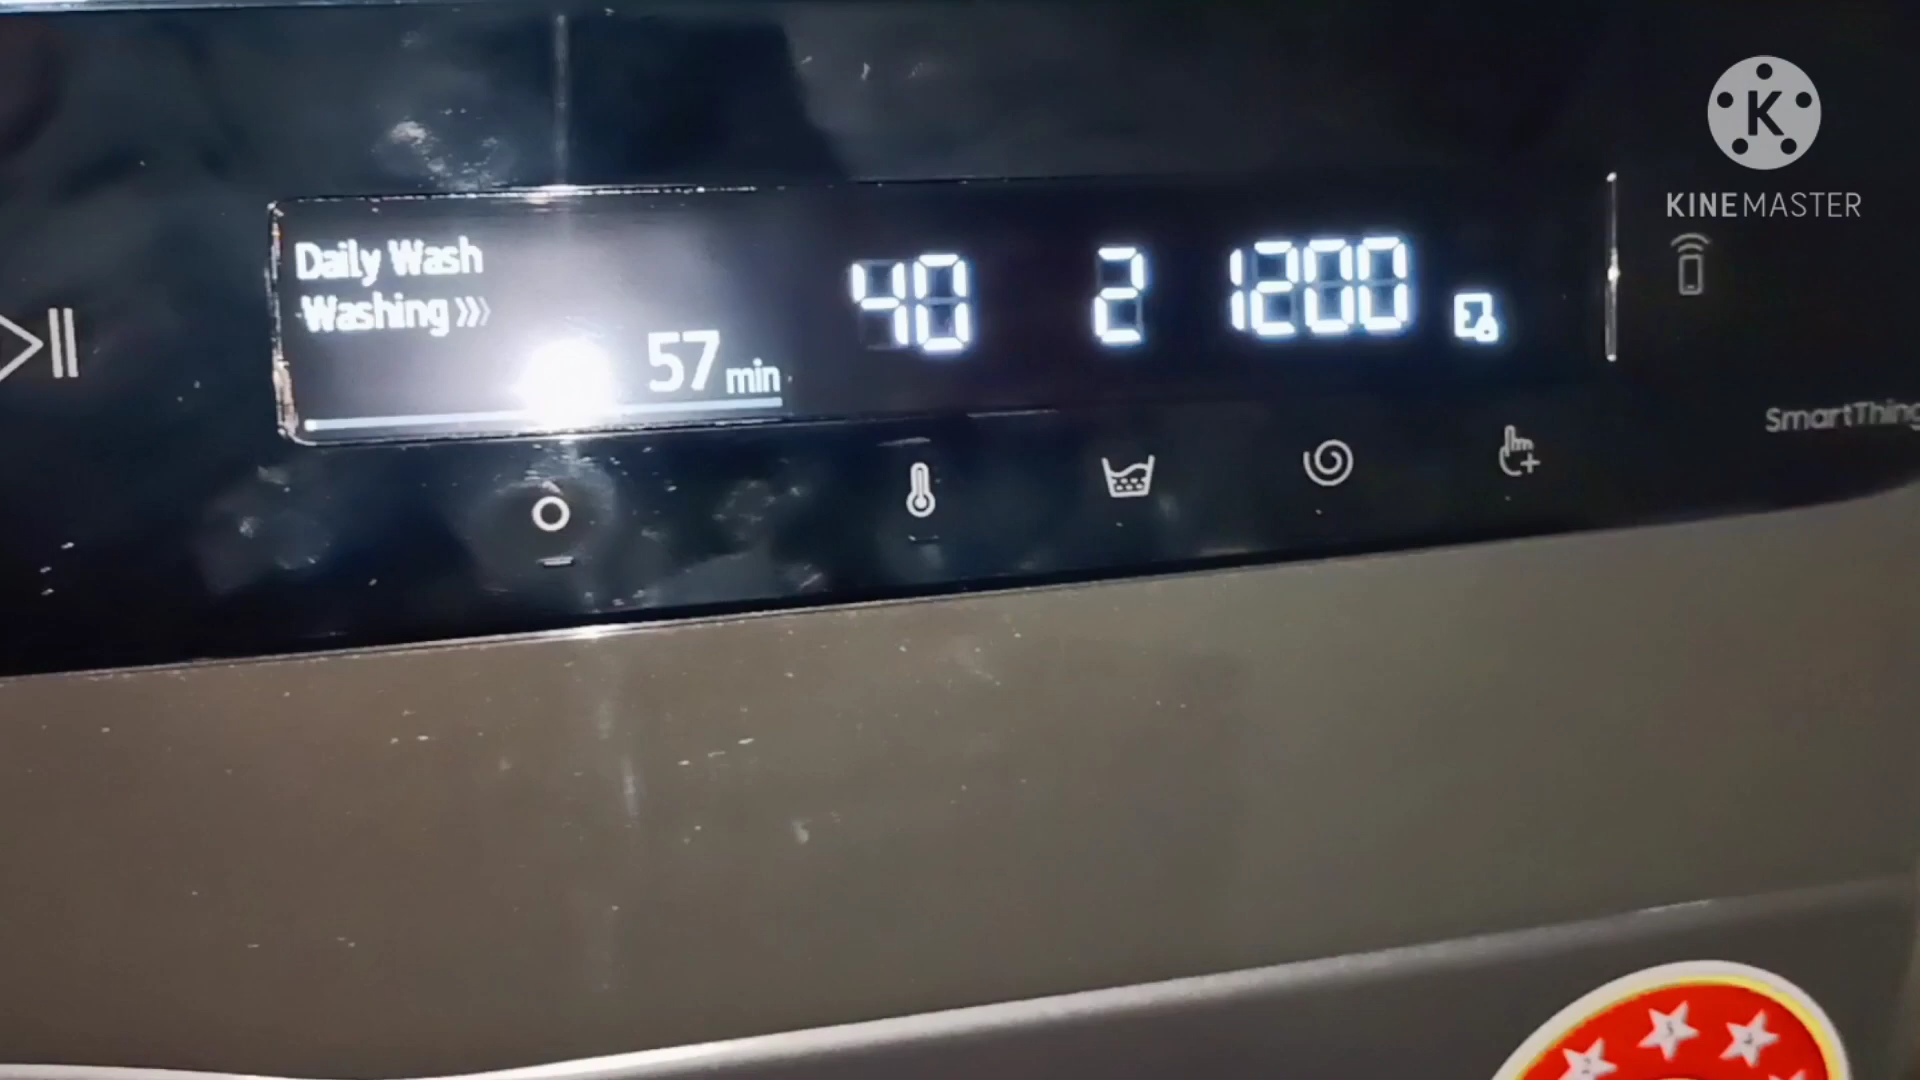 Daily Wash
Washing
57 min
40
2
1200
K
KINEMASTER
SmartThing